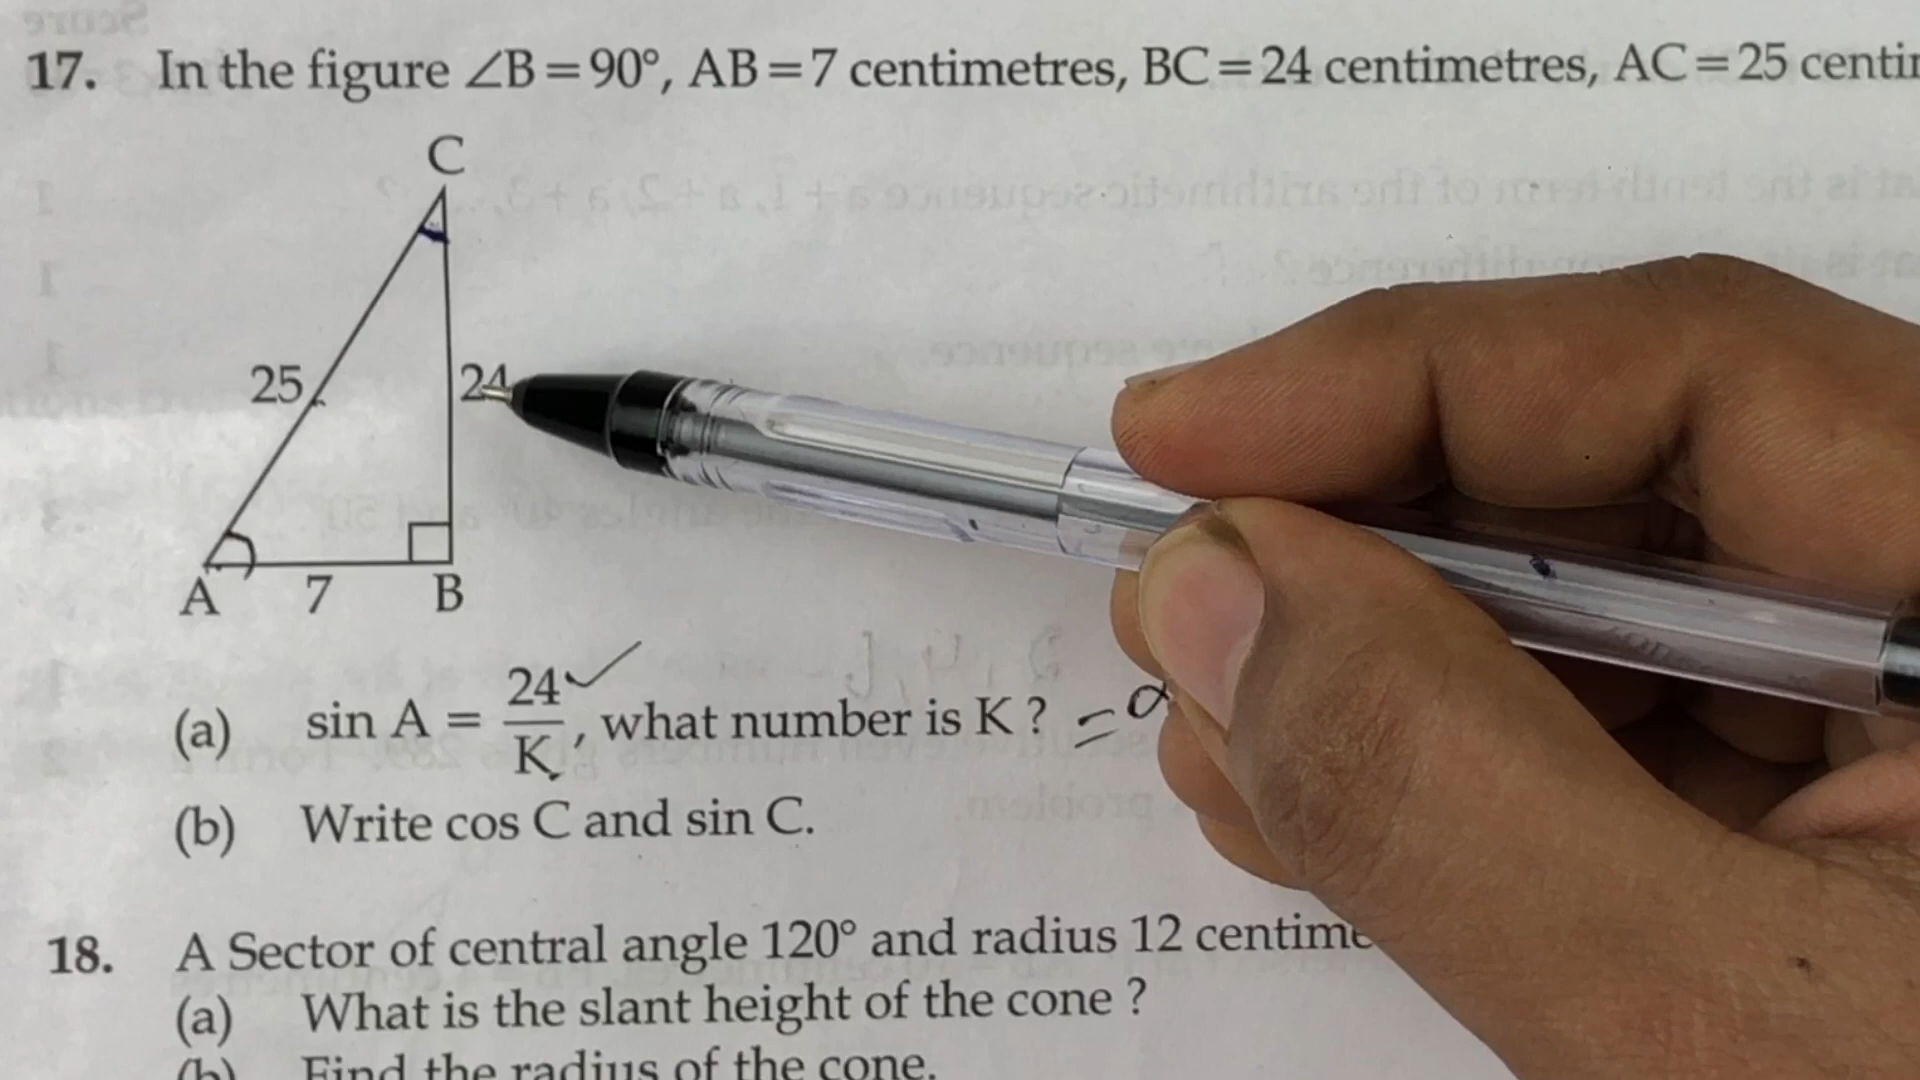 17. In the figure ∠B=90°, AB=7 centimetres, BC=24 centimetres, AC=25
C
25
24
A 7 B
(a) sin A = 24/K, what number is K ? =
(b) Write cos C and sin C.
18. A Sector of central angle 120° and radius 12
(a) What is the slant height of the cone ?
(b) Find the radius of the cone.